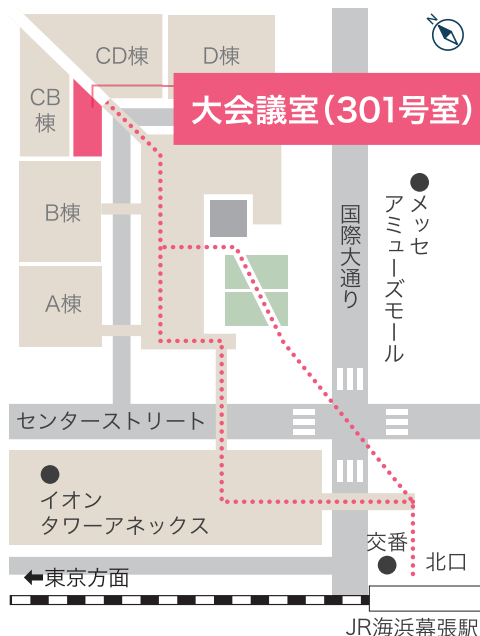 N
CD棟
D棟
CB
棟
大会議室（301号室）
B棟
A棟
国際大通り
メッセ
アミューズモール
センターストリート
イオン
タワーアネックス
交番
北口
東京方面
JR海浜幕張駅